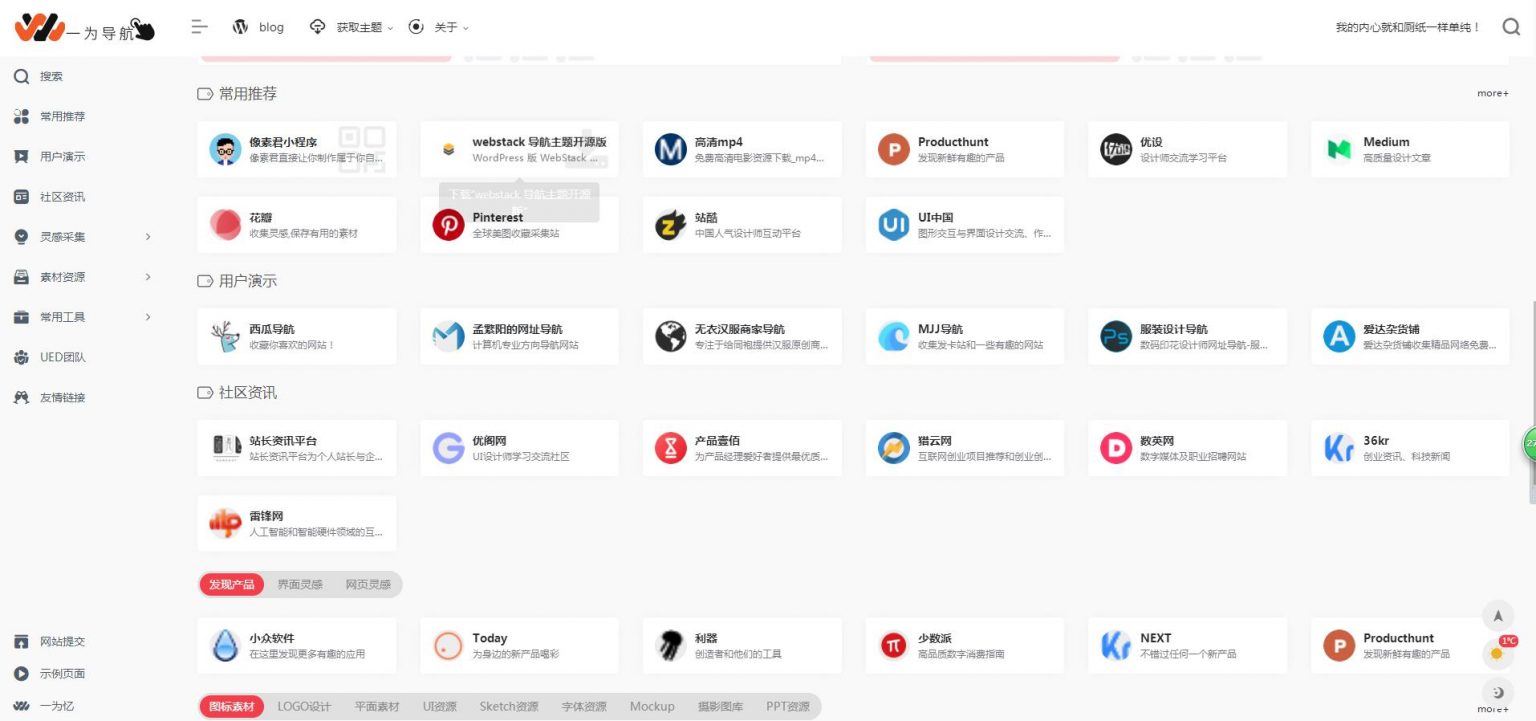 一为导航
blog
获取主题
关于
我的内心就和厕纸一样单纯！
搜索
常用推荐
用户演示
社区资讯
灵感采集
素材资源
常用工具
UED团队
友情链接
网站提交
示例页面
一为忆
常用推荐
more+
像素君小程序
像素君直接让你制作属于你自...
webstack 导航主题开源版
WordPress 版 WebStack ...
高清mp4
免费高清电影资源下载_mp4...
Producthunt
发现新鲜有趣的产品
优设
设计师交流学习平台
Medium
高质量设计文章
下载“webstack 导航主题开源版”
花瓣
收集灵感,保存有用的素材
Pinterest
全球美图收藏采集站
站酷
中国人气设计师互动平台
UI中国
图形交互与界面设计交流、作...
用户演示
西瓜导航
收藏你喜欢的网站！
孟繁阳的网址导航
计算机专业方向导航网站
无衣汉服商家导航
专注于给同袍提供汉服原创商...
MJJ导航
收集发卡站和一些有趣的网站
服装设计导航
数码印花设计师网址导航-服...
爱达杂货铺
爱达杂货铺收集精品网络免费...
社区资讯
站长资讯平台
站长资讯平台为个人站长与企...
优阁网
UI设计师学习交流社区
产品壹佰
为产品经理爱好者提供最优质...
猎云网
互联网创业项目推荐和创业创...
数英网
数字媒体及职业招聘网站
36kr
创业资讯、科技新闻
雷锋网
人工智能和智能硬件领域的互...
发现产品
界面灵感
网页灵感
小众软件
在这里发现更多有趣的应用
Today
为身边的新产品喝彩
利器
创造者和他们的工具
少数派
高品质数字消费指南
NEXT
不错过任何一个新产品
Producthunt
发现新鲜有趣的产品
1℃
图标素材
LOGO设计
平面素材
UI资源
Sketch资源
字体资源
Mockup
摄影图库
PPT资源
more+